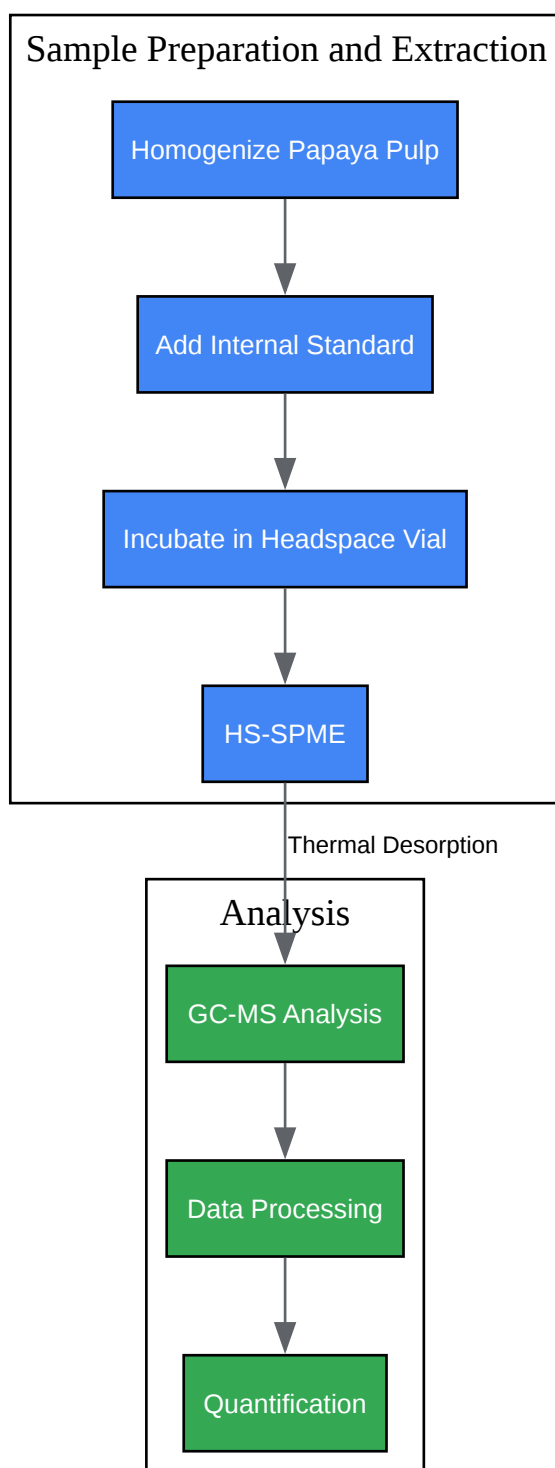 Sample Preparation and Extraction
Homogenize Papaya Pulp
Add Internal Standard
Incubate in Headspace Vial
HS-SPME
Thermal Desorption
Analysis
GC-MS Analysis
Data Processing
Quantification